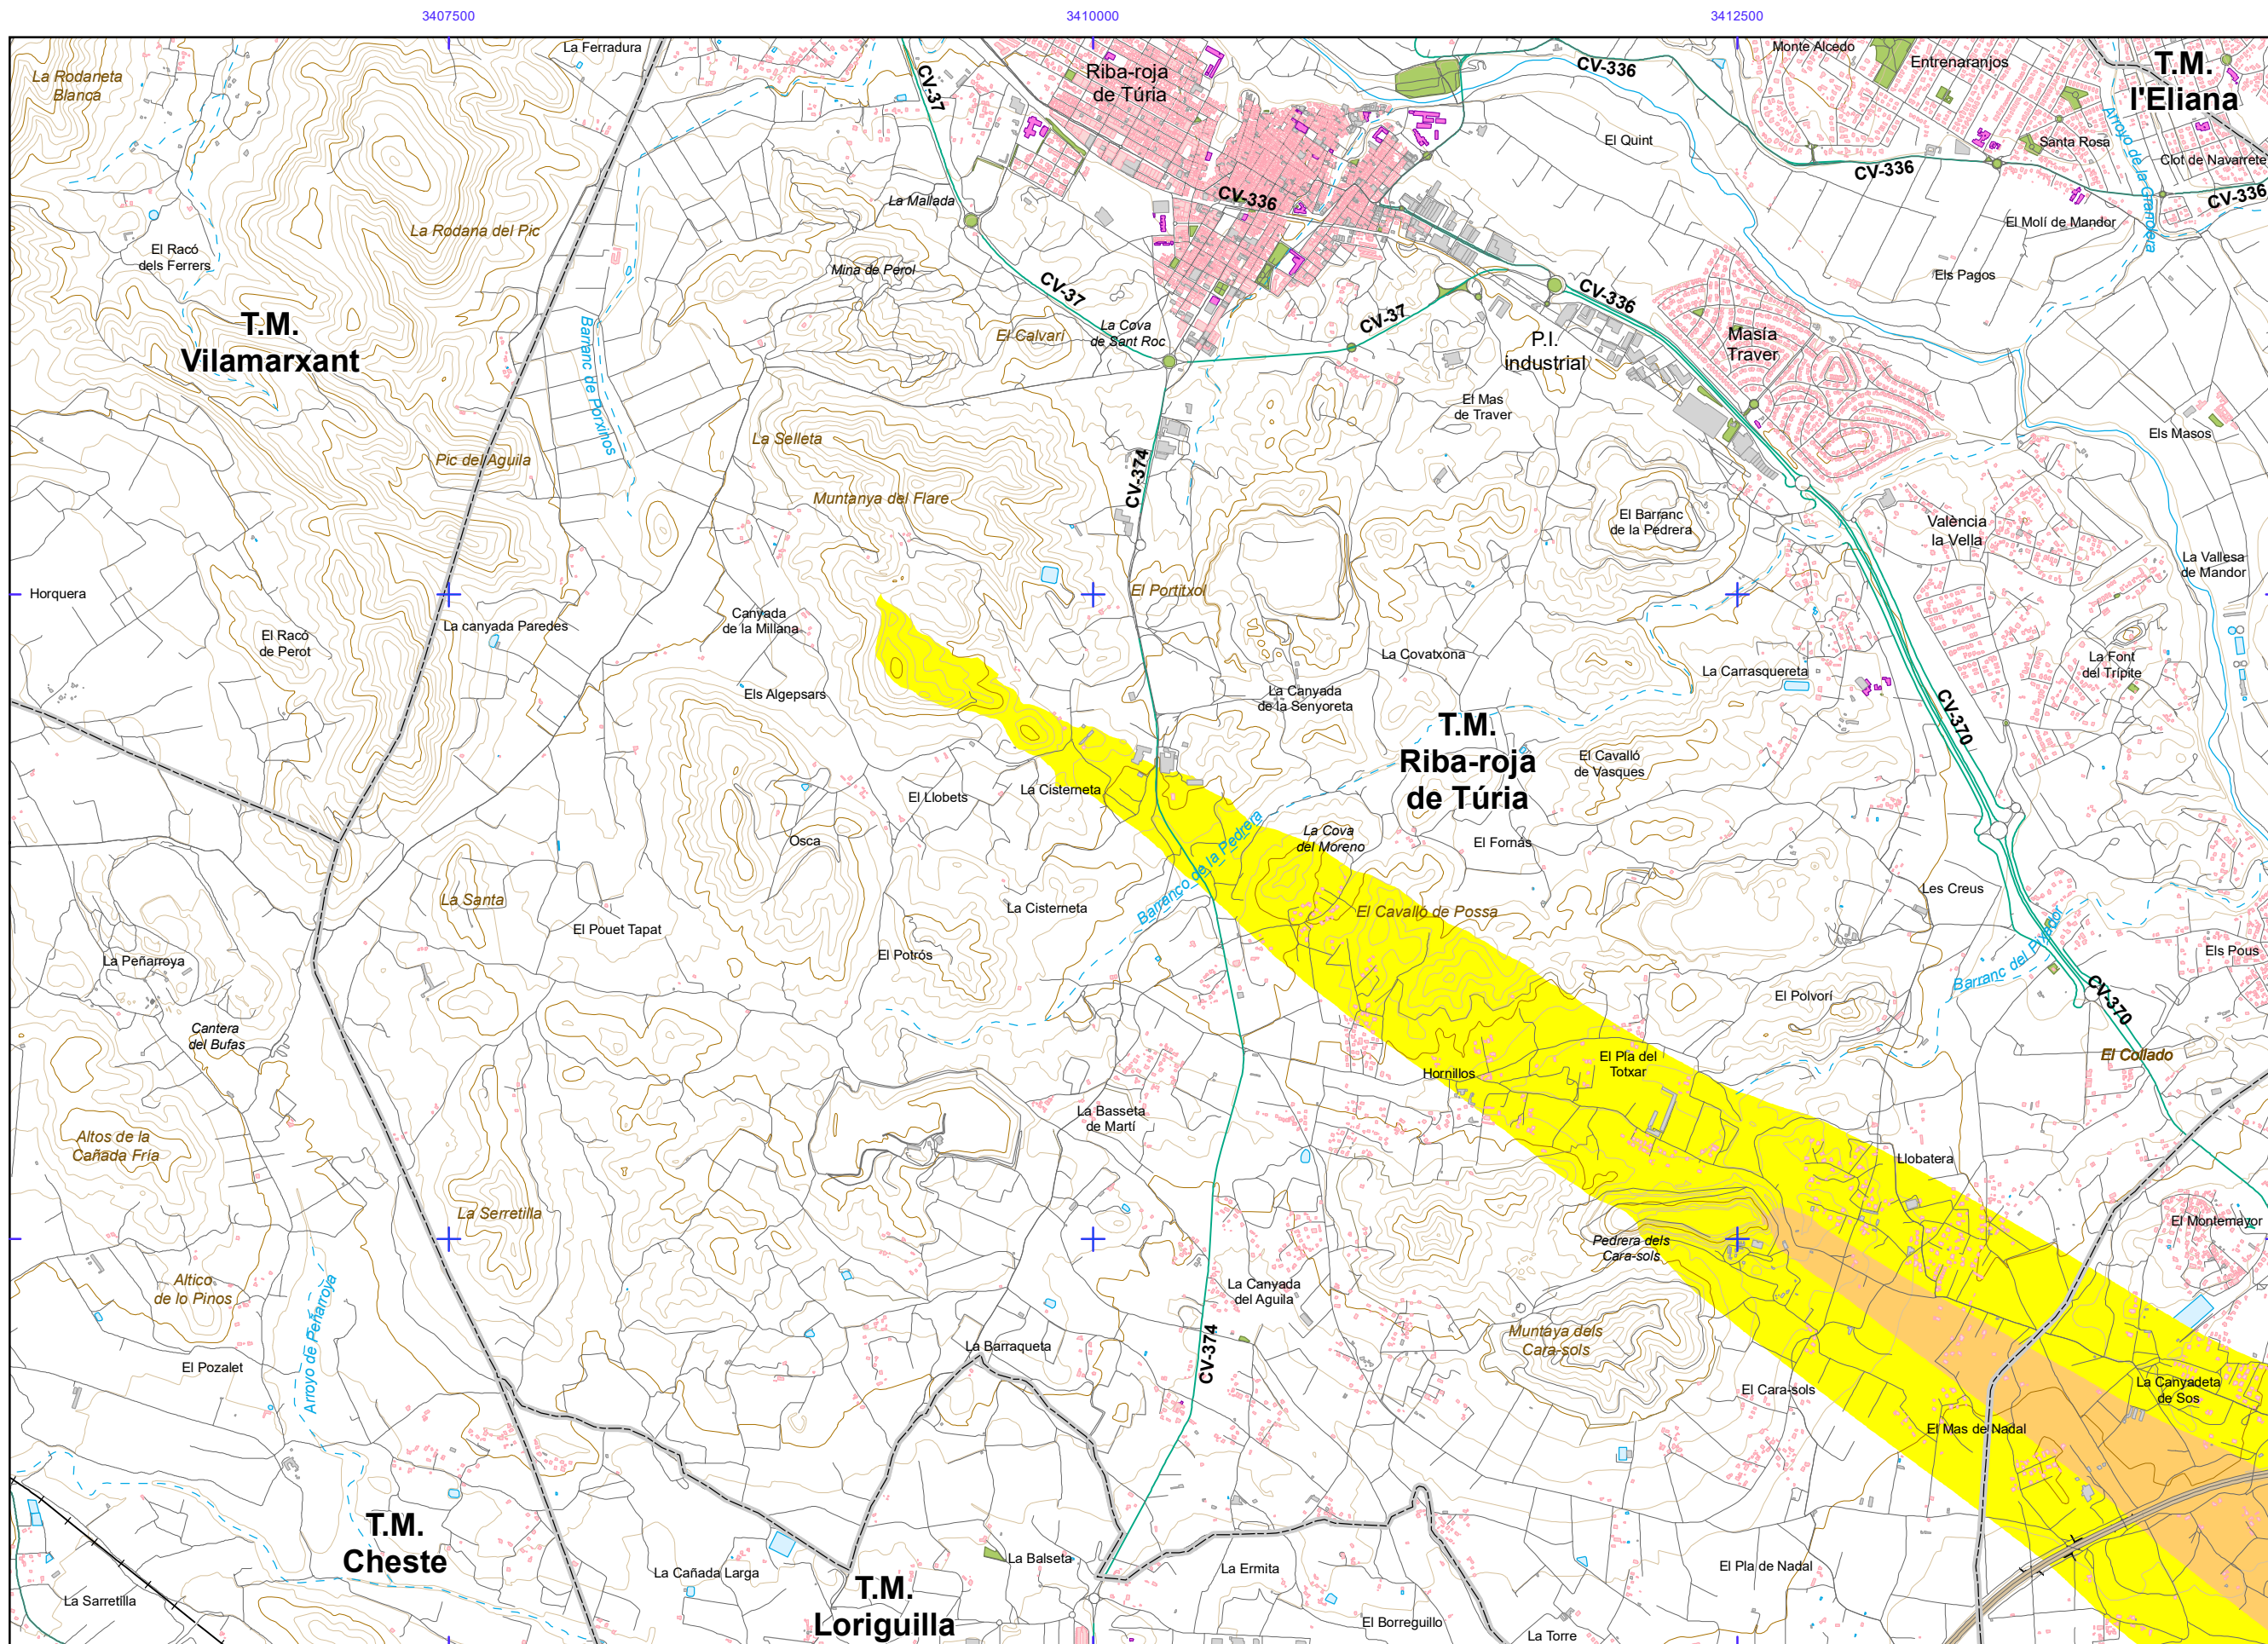 3407500
3410000
3412500
La Ferradura
La Rodaneta
Blanca
CV-37
Riba-roja
de Túria
CV-336
Monte Alcedo
Entrenaranjos
T.M.
l'Eliana
El Quint
Arroyo de la Granolera
Santa Rosa
Clot de Navarrete
CV-336
CV-336
La Mallada
CV-336
La Rodana del Pic
El Racó
dels Ferrers
El Molí de Mandor
Mina de Perol
Els Pagos
CV-37
CV-336
T.M.
Vilamarxant
Barranc de Porxinos
El Calvari
La Cova
de Sant Roc
CV-37
P.I.
industrial
Masía
Traver
El Mas
de Traver
La Selleta
Els Masos
Pic del Aguila
CV-374
Muntanya del Flare
El Barranc
de la Pedrera
València
la Vella
La Vallesa
de Mandor
Horquera
El Portitxol
La canyada Paredes
Canyada
de la Millana
El Racó
de Perot
La Covatxona
La Carrasquereta
La Font
del Tripite
Els Algepsars
La Canyada
de la Senyoreta
CV-370
T.M.
Riba-roja
de Túria
El Cavalló
de Vasques
El Llobets
La Cisterneta
Osca
Barranco de la Pedrera
La Cova
del Moreno
El Fornas
La Santa
La Cisterneta
El Cavalló de Possa
Les Creus
El Pouet Tapat
El Potrós
Barranc del Pixador
Els Pous
La Peñarroya
El Polvorí
CV-370
Cantera
del Bufas
El Pla del
Totxar
El Collado
Hornillos
La Basseta
de Martí
Altos de la
Cañada Fría
Llobatera
La Serretilla
El Montemayor
Pedrera dels
Cara-sols
Altico
de lo Pinos
La Canyada
del Aguila
Arroyo de Peñarroya
Muntaya dels
Cara-sols
La Barraqueta
El Pozalet
CV-374
El Cara-sols
La Canyadeta
de Sos
El Mas de Nadal
T.M.
Cheste
La Balseta
La Ermita
El Pla de Nadal
La Cañada Larga
T.M.
Loriguilla
La Sarretilla
El Borreguillo
La Torre